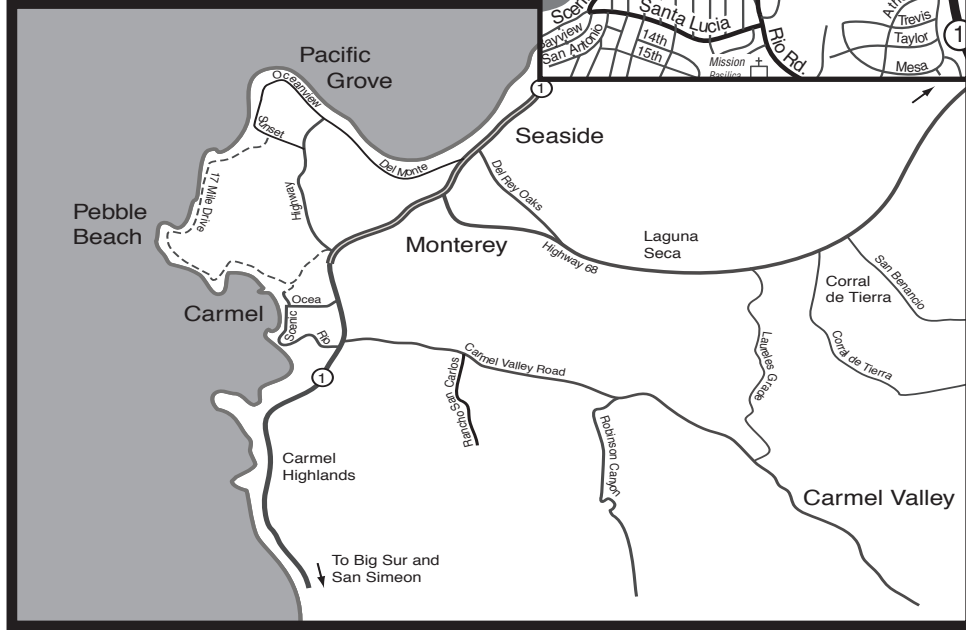 Santa Lucia
Bayview
San Antonio
14th
15th
Mission
Basilica
Rio Rd.
Trevis
Taylor
Mesa
1
Pacific
Grove
Oceanview
Sunset
Del Monte
1
Seaside
17 Mile Drive
Highway
Del Rey Oaks
Pebble
Beach
Monterey
Highway 68
Laguna
Seca
San Benancio
Corral
de Tierra
Carmel
Ocea
Scenic
Rio
Corral de Tierra
Laureles Grade
Carmel Valley Road
Rancho San Carlos
1
Robinson Canyon
Carmel
Highlands
Carmel Valley
To Big Sur and
San Simeon